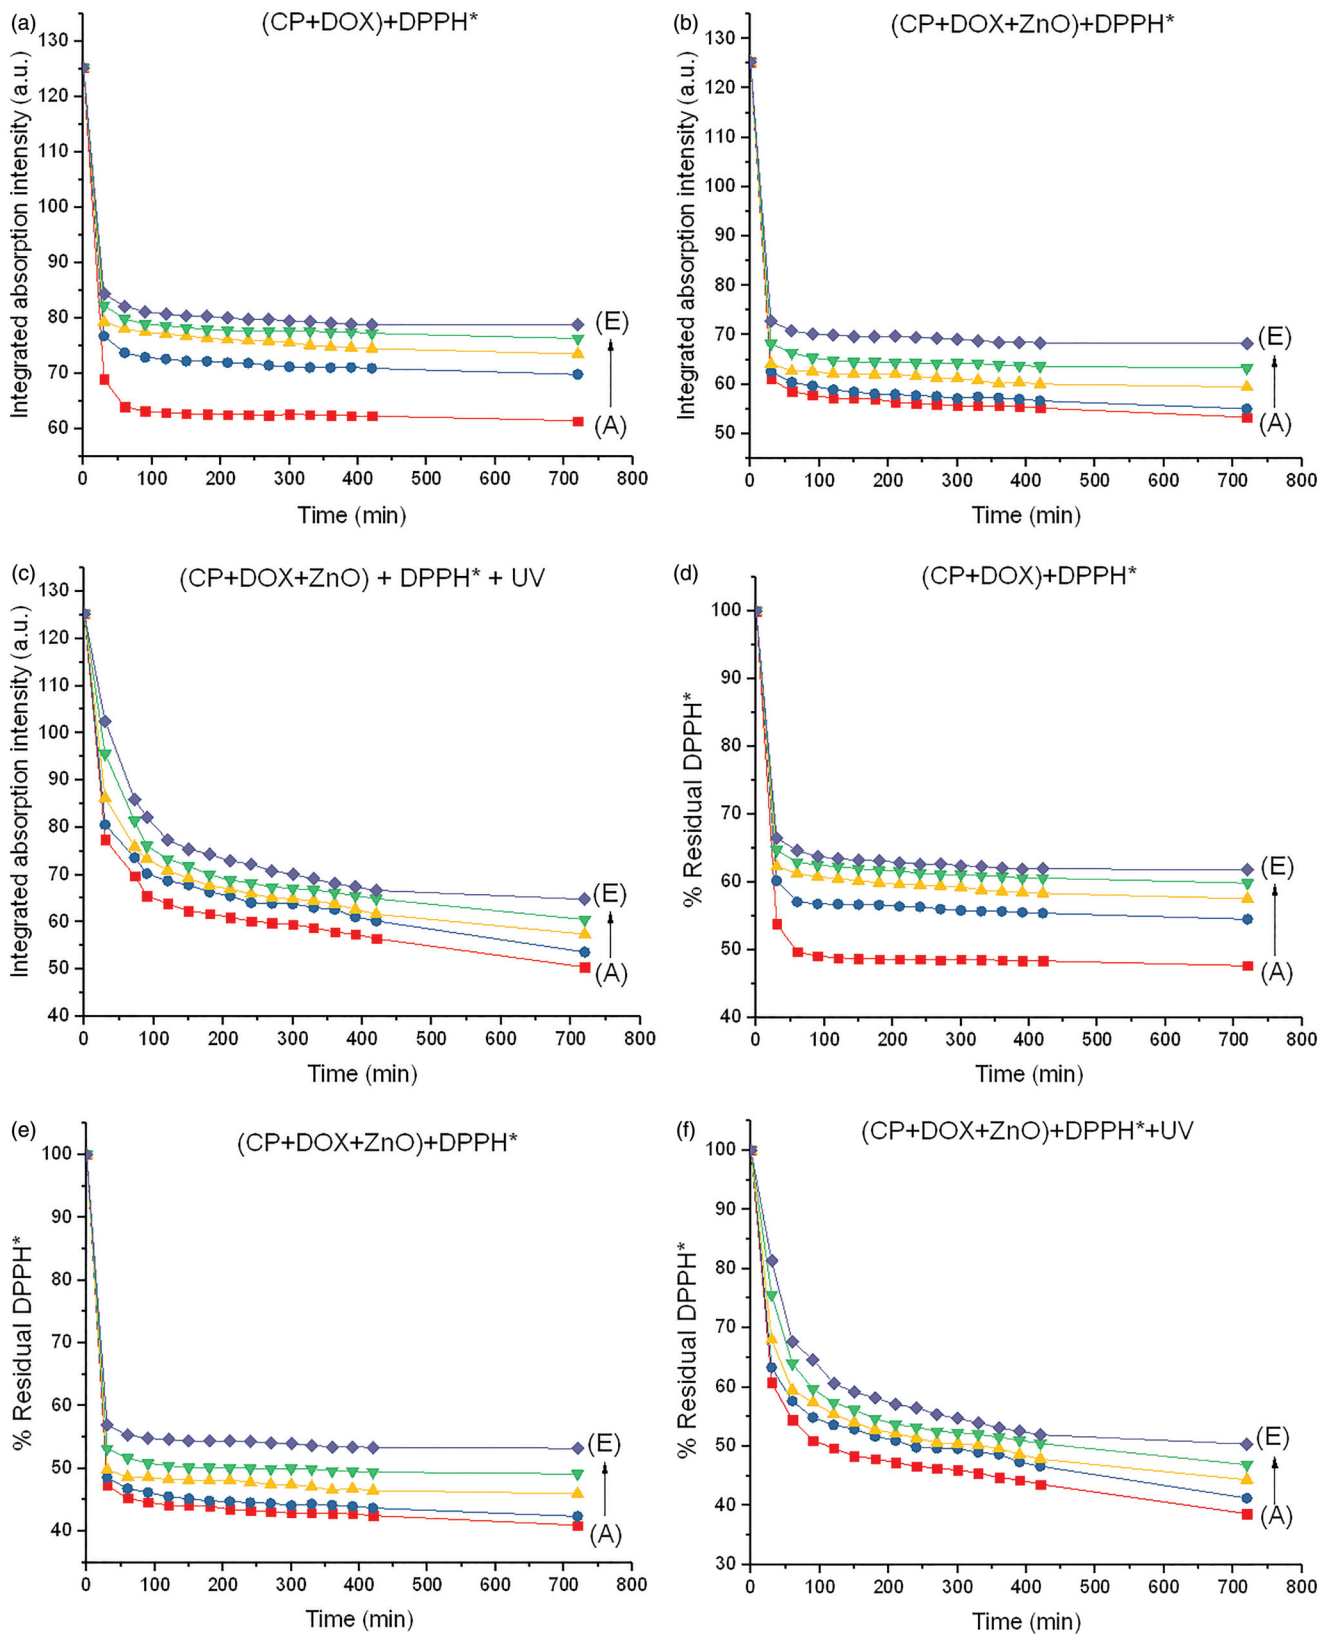 (a)
(CP+DOX)+DPPH*
Integrated absorption intensity (a.u.)
130
120
110
100
90
80
70
60
(E)
(A)
0 100 200 300 400 500 600 700 800
Time (min)
(b)
(CP+DOX+ZnO)+DPPH*
Integrated absorption intensity (a.u.)
130
120
110
100
90
80
70
60
50
(E)
(A)
0 100 200 300 400 500 600 700 800
Time (min)
(c)
(CP+DOX+ZnO) + DPPH* + UV
Integrated absorption intensity (a.u.)
130
120
110
100
90
80
70
60
50
40
(E)
(A)
0 100 200 300 400 500 600 700 800
Time (min)
(d)
(CP+DOX)+DPPH*
% Residual DPPH*
100
90
80
70
60
50
40
(E)
(A)
0 100 200 300 400 500 600 700 800
Time (min)
(e)
(CP+DOX+ZnO)+DPPH*
% Residual DPPH*
100
90
80
70
60
50
40
(E)
(A)
0 100 200 300 400 500 600 700 800
Time (min)
(f)
(CP+DOX+ZnO)+DPPH*+UV
% Residual DPPH*
100
90
80
70
60
50
40
30
(E)
(A)
0 100 200 300 400 500 600 700 800
Time (min)